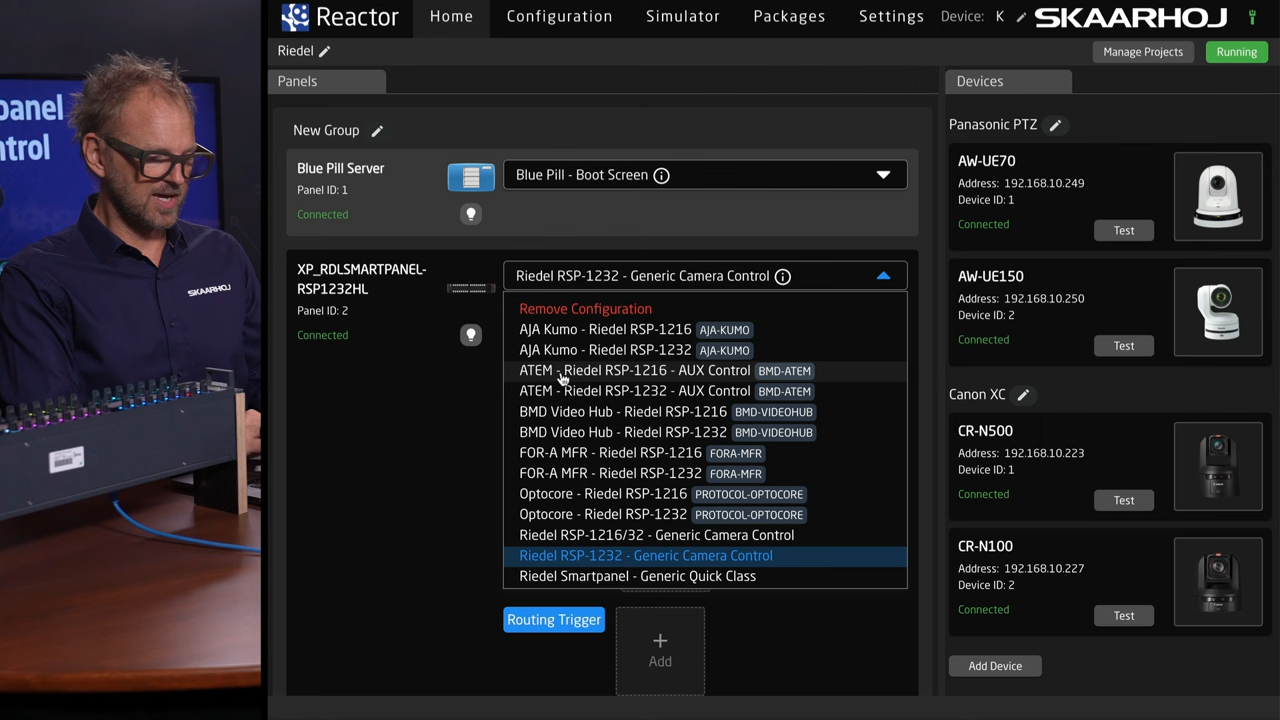 panel
ntrol
SKAARHOJ
Reactor
Home
Configuration
Simulator
Packages
Settings
Device: K
SKAARHOJ
Riedel
Manage Projects
Running
Panels
New Group
Blue Pill Server
Panel ID: 1
Connected
Blue Pill - Boot Screen
XP_RDLSMARTPANEL-
RSP1232HL
Panel ID: 2
Connected
Riedel RSP-1232 - Generic Camera Control
Remove Configuration
AJA Kumo - Riedel RSP-1216 AJA-KUMO
AJA Kumo - Riedel RSP-1232 AJA-KUMO
ATEM - Riedel RSP-1216 - AUX Control BMD-ATEM
ATEM - Riedel RSP-1232 - AUX Control BMD-ATEM
BMD Video Hub - Riedel RSP-1216 BMD-VIDEOHUB
BMD Video Hub - Riedel RSP-1232 BMD-VIDEOHUB
FOR-A MFR - Riedel RSP-1216 FORA-MFR
FOR-A MFR - Riedel RSP-1232 FORA-MFR
Optocore - Riedel RSP-1216 PROTOCOL-OPTOCORE
Optocore - Riedel RSP-1232 PROTOCOL-OPTOCORE
Riedel RSP-1216/32 - Generic Camera Control
Riedel RSP-1232 - Generic Camera Control
Riedel Smartpanel - Generic Quick Class
Routing Trigger
+
Add
Devices
Panasonic PTZ
AW-UE70
Address: 192.168.10.249
Device ID: 1
Connected
Test
AW-UE150
Address: 192.168.10.250
Device ID: 2
Connected
Test
Canon XC
CR-N500
Address: 192.168.10.223
Device ID: 1
Connected
Test
CR-N100
Address: 192.168.10.227
Device ID: 2
Connected
Test
Add Device